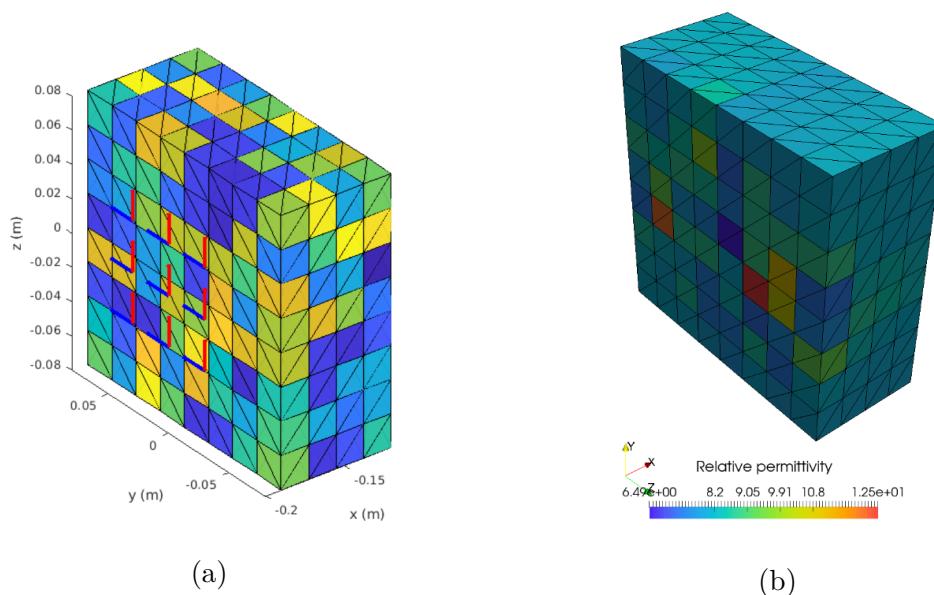 0.08
0.06
0.04
0.02
0
-0.02
-0.04
-0.06
-0.08
z (m)
0.05
0
-0.05
y (m)
-0.2
-0.15
x (m)
(a)
Y
X
Z
Relative permittivity
6.49e+00 8.2 9.05 9.91 10.8 1.25e+01
(b)